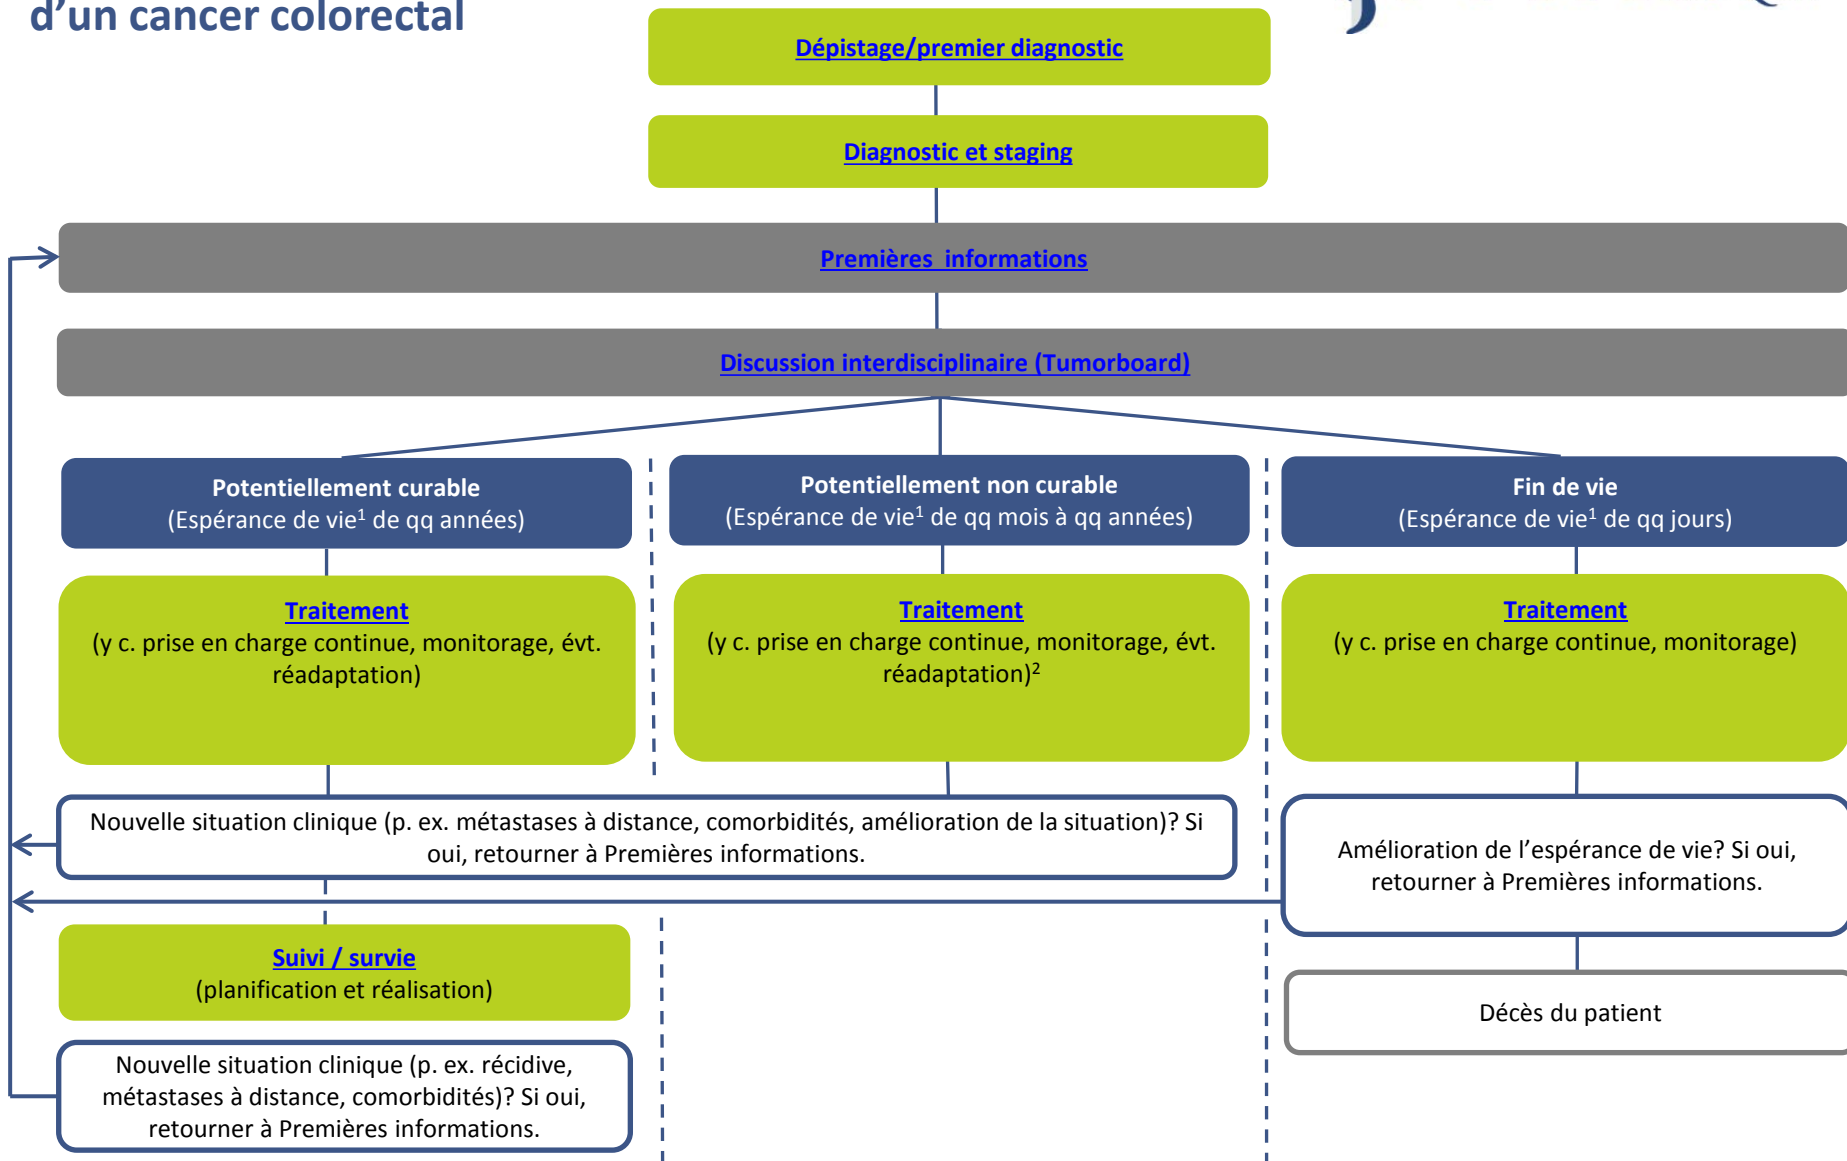 d’un cancer colorectal
Dépistage/premier diagnostic
Diagnostic et staging
Premières informations
Discussion interdisciplinaire (Tumorboard)
Potentiellement curable
(Espérance de vie¹ de qq années)
Potentiellement non curable
(Espérance de vie¹ de qq mois à qq années)
Fin de vie
(Espérance de vie¹ de qq jours)
Traitement
(y c. prise en charge continue, monitorage, évt.
réadaptation)
Traitement
(y c. prise en charge continue, monitorage, évt.
réadaptation)²
Traitement
(y c. prise en charge continue, monitorage)
Nouvelle situation clinique (p. ex. métastases à distance, comorbidités, amélioration de la situation)? Si
oui, retourner à Premières informations.
Amélioration de l’espérance de vie? Si oui,
retourner à Premières informations.
Suivi / survie
(planification et réalisation)
Décès du patient
Nouvelle situation clinique (p. ex. récidive,
métastases à distance, comorbidités)? Si oui,
retourner à Premières informations.